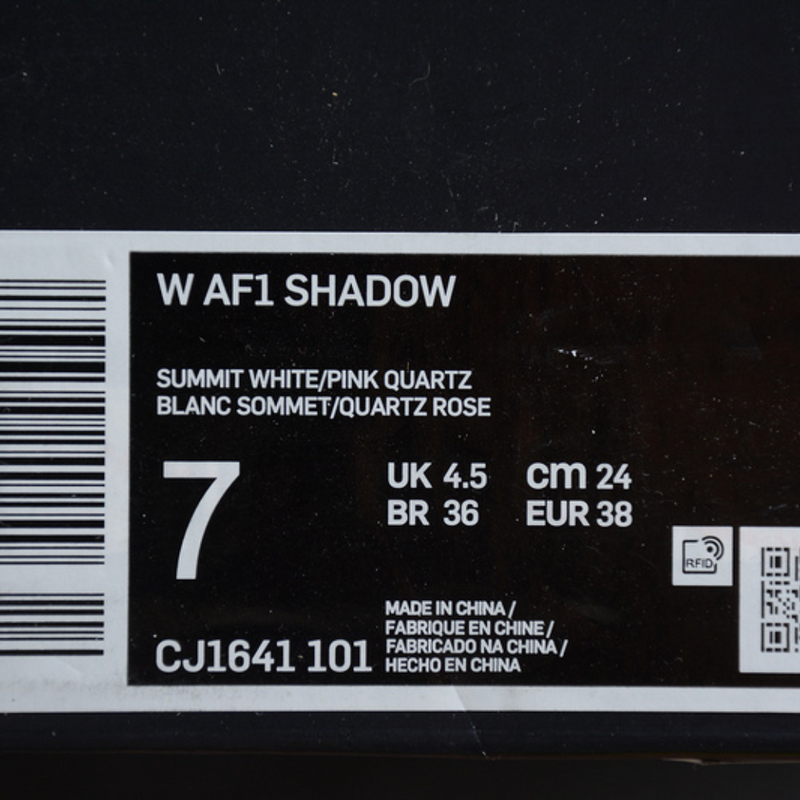 W AF1 SHADOW
SUMMIT WHITE/PINK QUARTZ
BLANC SOMMET/QUARTZ ROSE
7
UK 4.5 cm 24
BR 36 EUR 38
RFID
CJ1641 101
MADE IN CHINA /
FABRIQUE EN CHINE /
FABRICADO NA CHINA /
HECHO EN CHINA